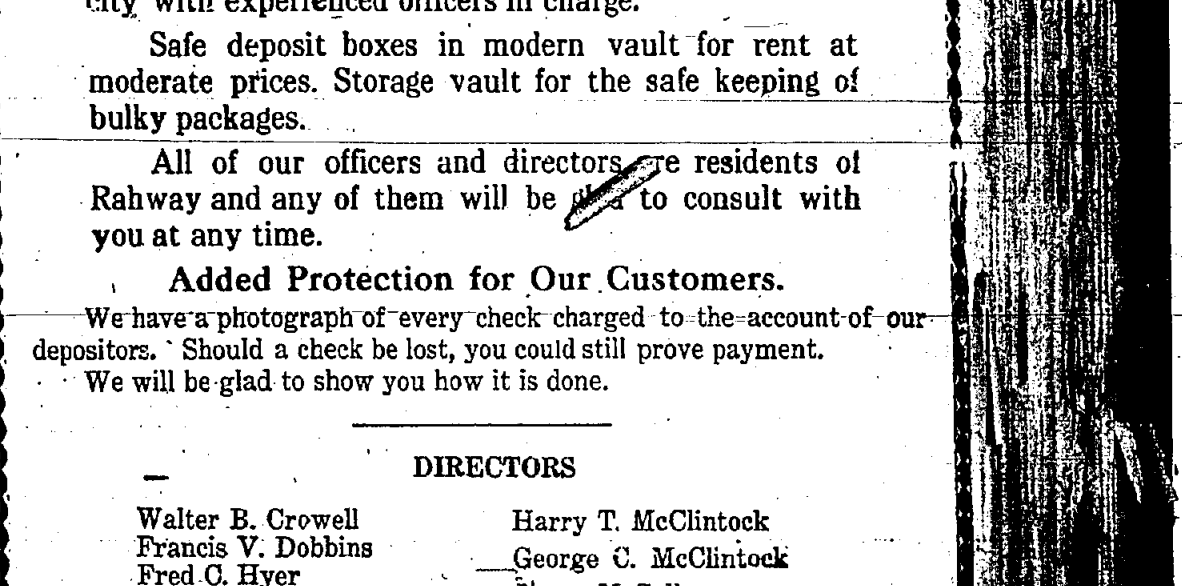 city with experienced officers in charge.
Safe deposit boxes in modern vault for rent at
moderate prices. Storage vault for the safe keeping of
bulky packages.
All of our officers and directors are residents of
Rahway and any of them will be to consult with
you at any time.
Added Protection for Our Customers.
We have a photograph of every check charged to the account of our
depositors. Should a check be lost, you could still prove payment.
We will be glad to show you how it is done.
DIRECTORS
Walter B. Crowell
Francis V. Dobbins
Fred C. Hyer
Harry T. McClintock
George C. McClintock